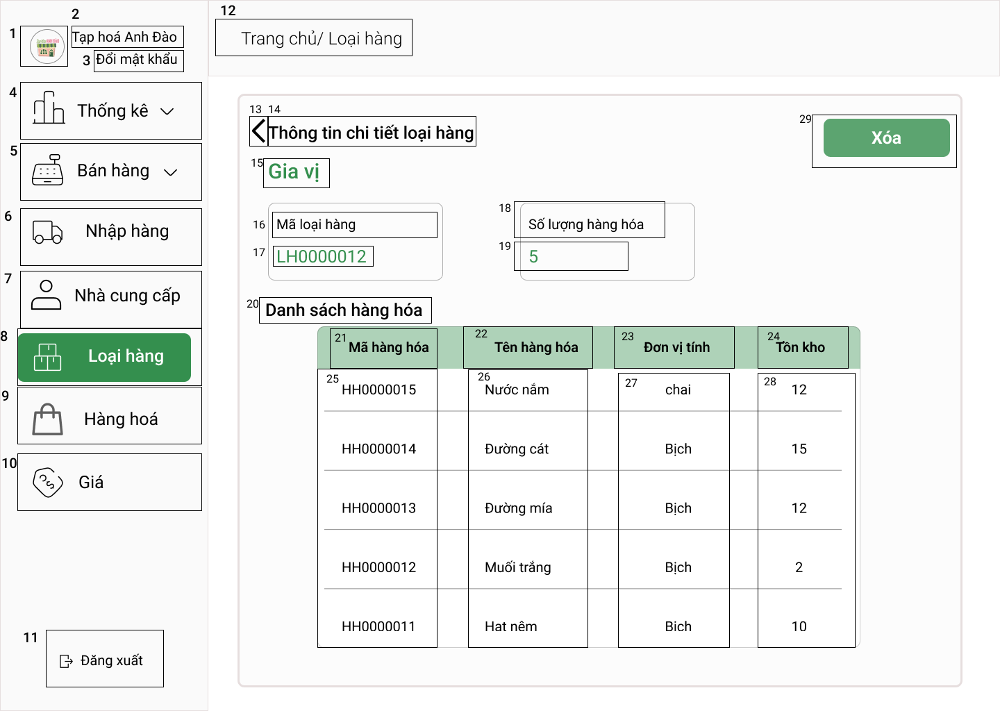 2
1
Tạp hoá Anh Đào
3 Đổi mật khẩu
4
Thống kê
5
Bán hàng
6
Nhập hàng
7
Nhà cung cấp
8
Loại hàng
9
Hàng hoá
10
Giá
11
Đăng xuất
12
Trang chủ/ Loại hàng
13 14
Thông tin chi tiết loại hàng
29
Xóa
15
Gia vị
16 Mã loại hàng
17 LH0000012
18
Số lượng hàng hóa
19
5
20
Danh sách hàng hóa
21 Mã hàng hóa 22 Tên hàng hóa 23 Đơn vị tính 24 Tồn kho
25 26 27 28
HH0000015 Nước nắm chai 12
HH0000014 Đường cát Bịch 15
HH0000013 Đường mía Bịch 12
HH0000012 Muối trắng Bịch 2
HH0000011 Hat nêm Bich 10